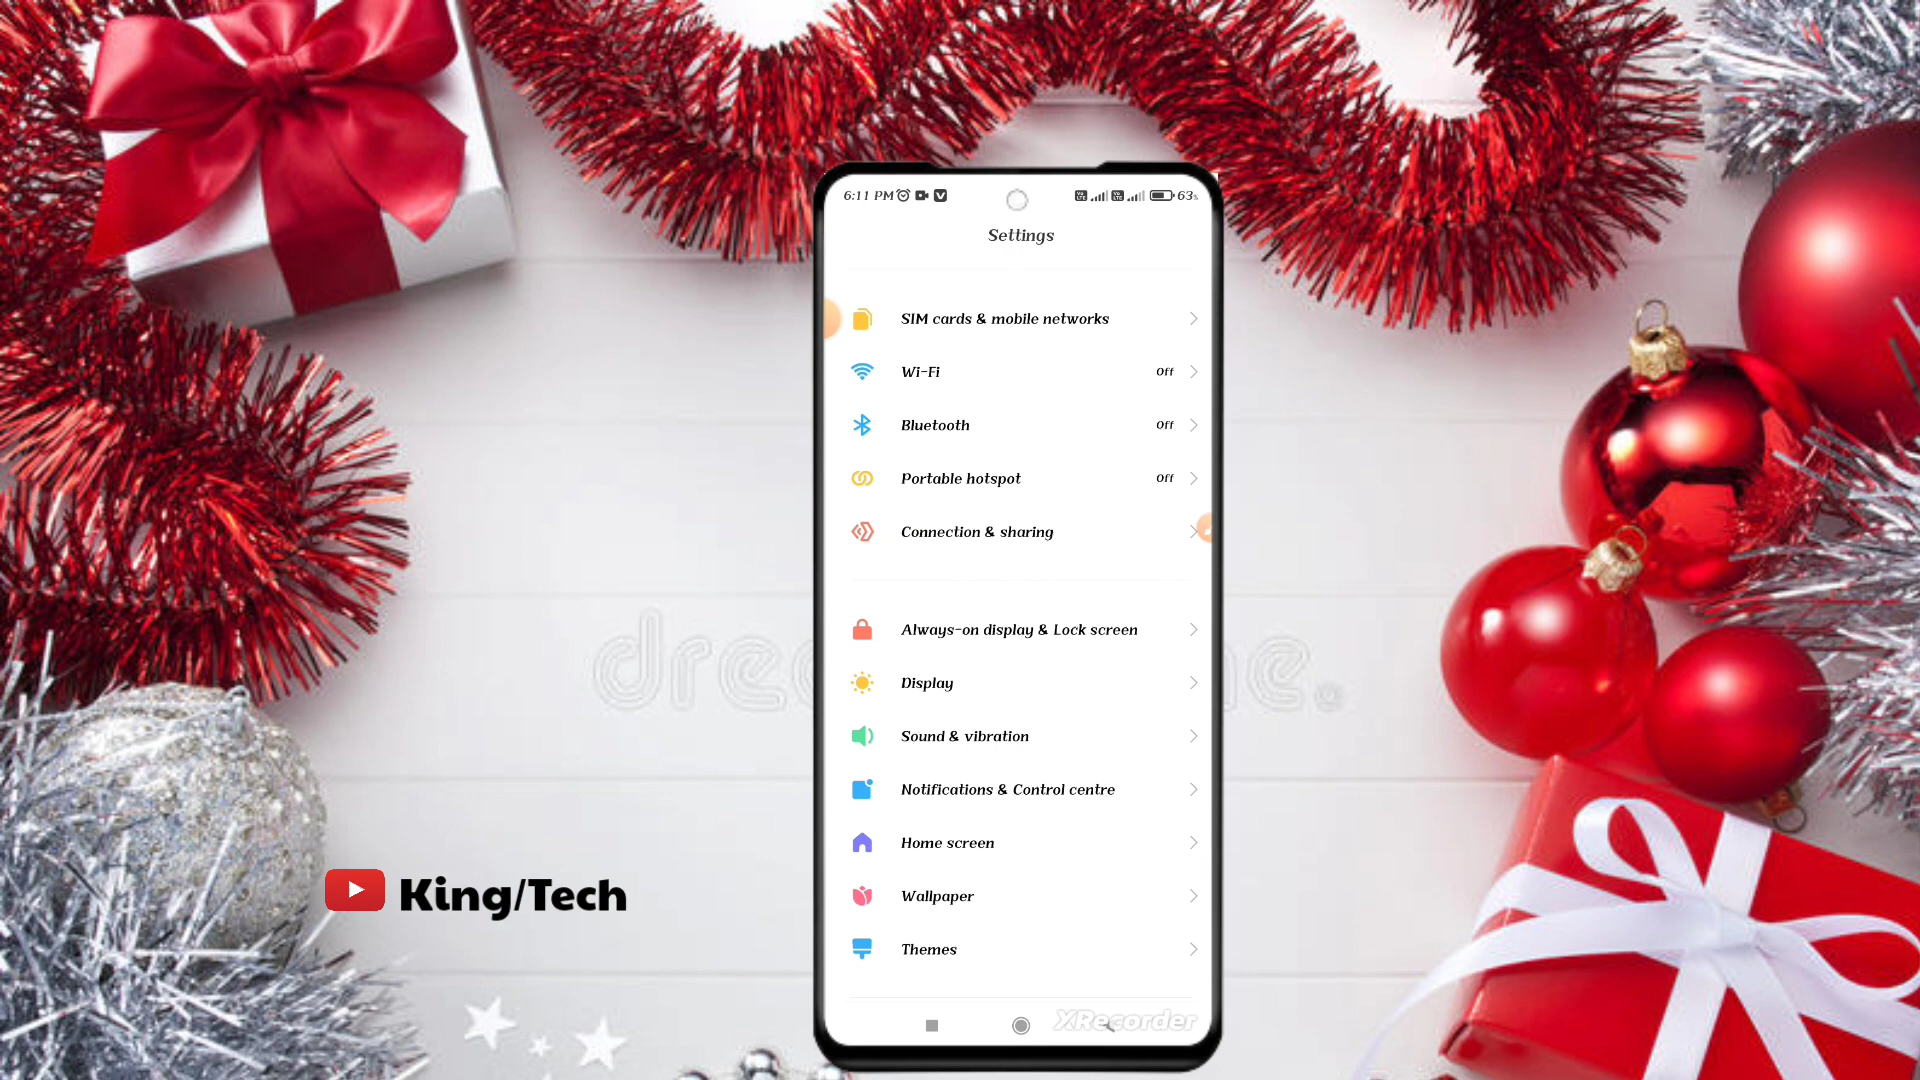 6:11 PM
63%
Settings
SIM cards & mobile networks
Wi-Fi Off
Bluetooth Off
Portable hotspot Off
Connection & sharing
Always-on display & Lock screen
Display
Sound & vibration
Notifications & Control centre
Home screen
Wallpaper
Themes
XRecorder
King/Tech